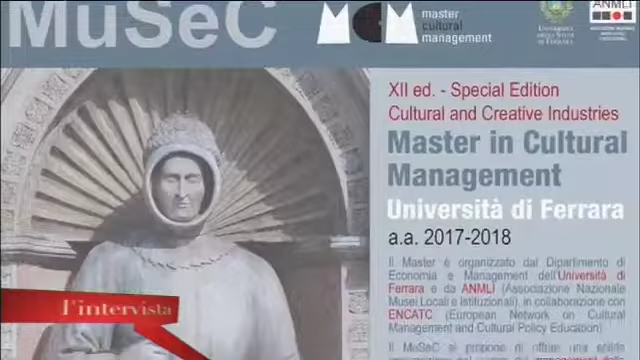 MuSeC
master
cultural
management
ANMLI
XII ed. - Special Edition
Cultural and Creative Industries
Master in Cultural
Management
Università di Ferrara
a.a. 2017-2018
Il Master è organizzato dal Dipartimento di
Economia e Management dell'Università di
Ferrara e da ANMLI (Associazione Nazionale
Musei Locali e Istituzionali), in collaborazione con
ENCATC (European Network on Cultural
Management and Cultural Policy Education).
Il MuSeC si propone di offrire una solida
l'intervista